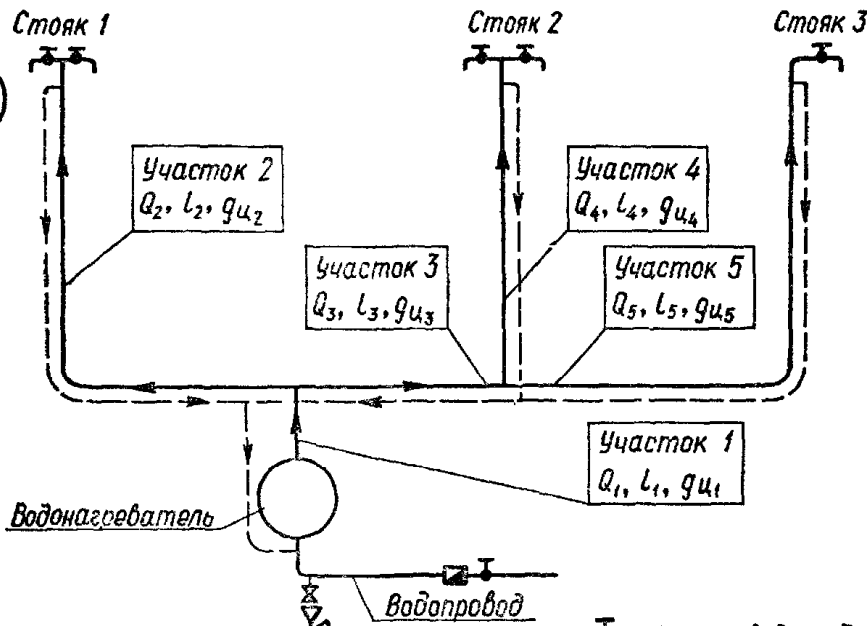 Стояк 1
Стояк 2
Стояк 3
Участок 2
Q₂, l₂, gц₂
Участок 4
Q₄, l₄, gц₄
Участок 3
Q₃, l₃, gц₃
Участок 5
Q₅, l₅, gц₅
Участок 1
Q₁, l₁, gц₁
Водонагреватель
Водопровод